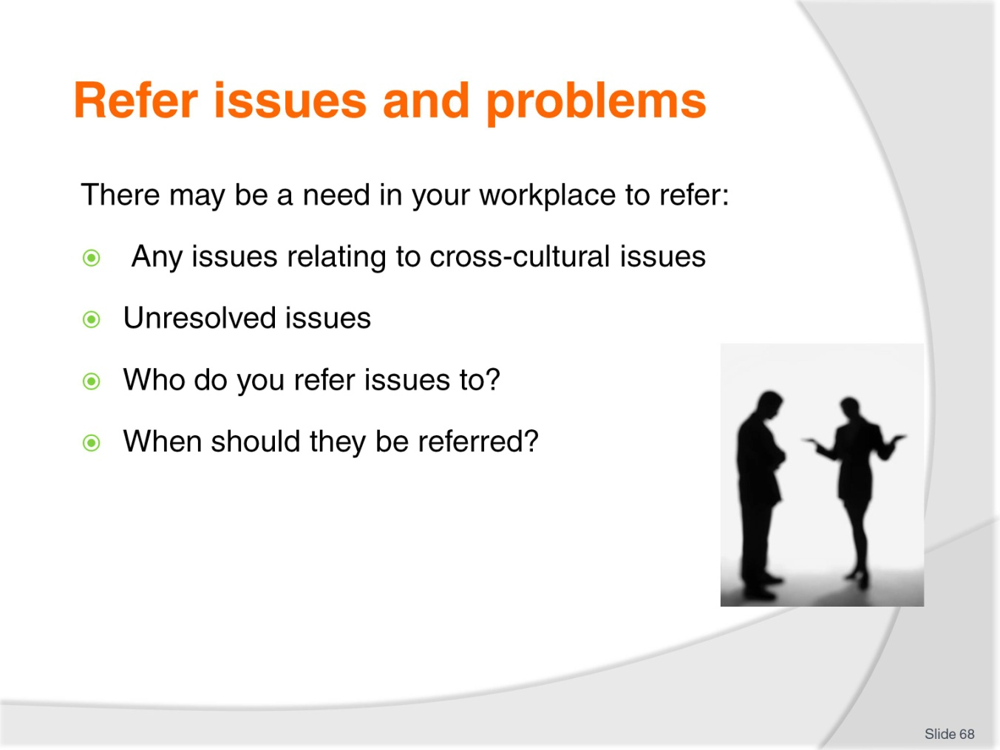 Refer issues and problems
There may be a need in your workplace to refer:
Any issues relating to cross-cultural issues
Unresolved issues
Who do you refer issues to?
When should they be referred?
Slide 68